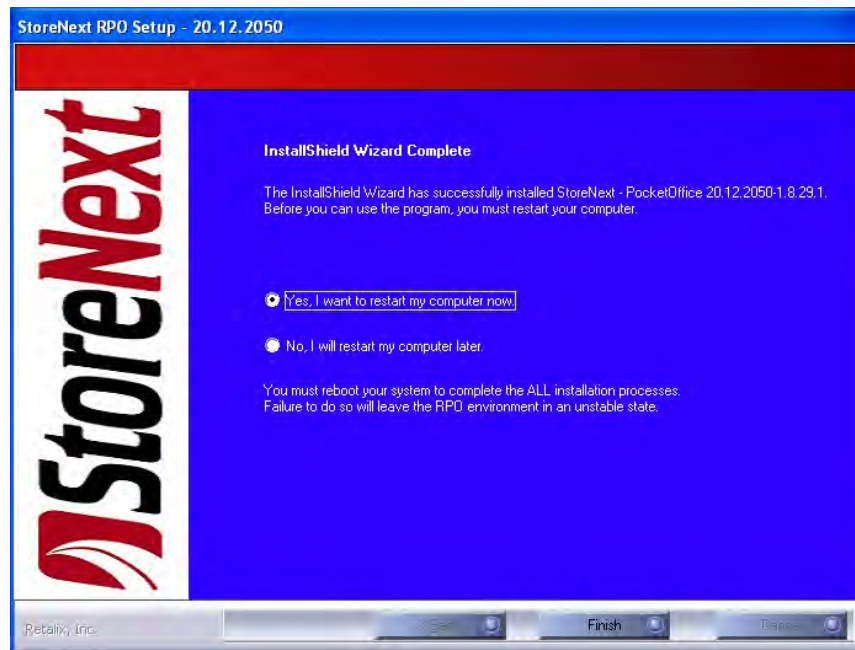 StoreNext RPO Setup - 20.12.2050
StoreNext
InstallShield Wizard Complete
The InstallShield Wizard has successfully installed StoreNext - PocketOffice 20.12.2050-1.8.29.1.
Before you can use the program, you must restart your computer.
Yes, I want to restart my computer now.
No, I will restart my computer later.
You must reboot your system to complete the ALL installation processes.
Failure to do so will leave the RPO environment in an unstable state.
Retalix, Inc.
Finish